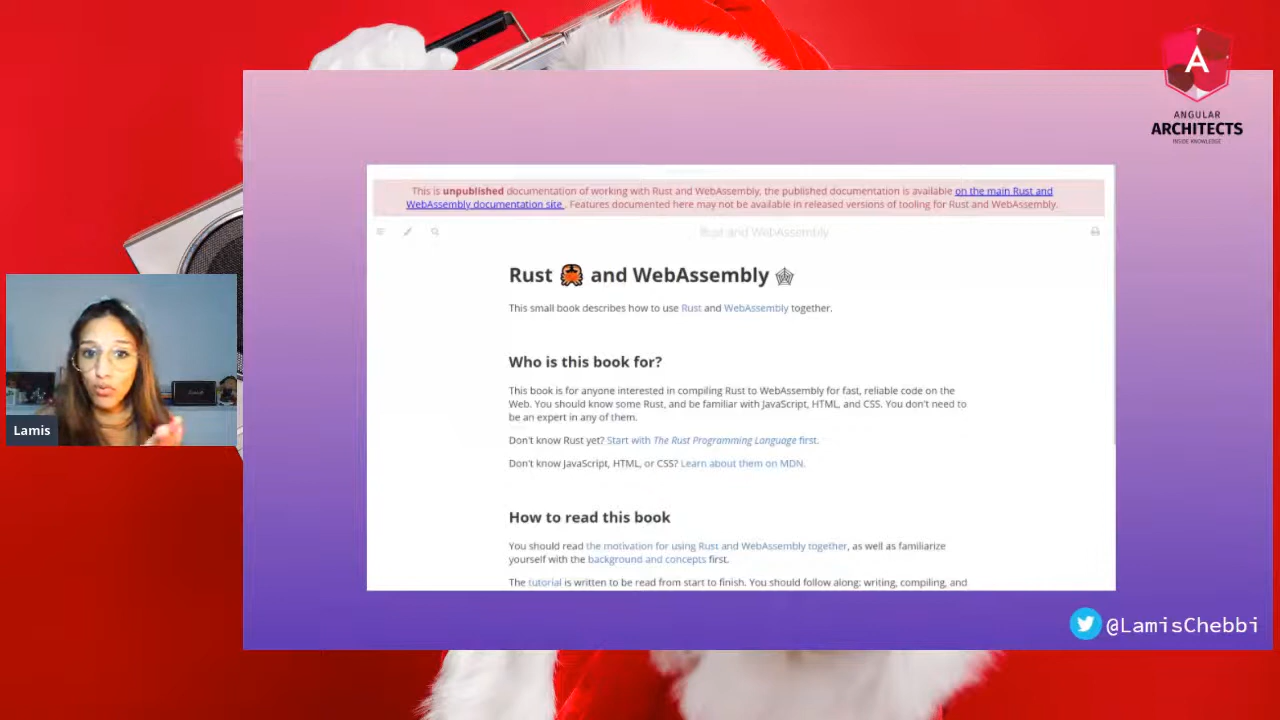 ANGULAR
ARCHITECTS
INSIDE KNOWLEDGE
This is unpublished documentation of working with Rust and WebAssembly, the published documentation is available on the main Rust and
WebAssembly documentation site . Features documented here may not be available in released versions of tooling for Rust and WebAssembly.
Rust and WebAssembly
Rust 🦀 and WebAssembly 🕸
This small book describes how to use Rust and WebAssembly together.
Who is this book for?
This book is for anyone interested in compiling Rust to WebAssembly for fast, reliable code on the
Web. You should know some Rust, and be familiar with JavaScript, HTML, and CSS. You don't need to
be an expert in any of them.
Don't know Rust yet? Start with The Rust Programming Language first.
Don't know JavaScript, HTML, or CSS? Learn about them on MDN.
How to read this book
You should read the motivation for using Rust and WebAssembly together, as well as familiarize
yourself with the background and concepts first.
The tutorial is written to be read from start to finish. You should follow along: writing, compiling, and
Lamis
@LamisChebbi